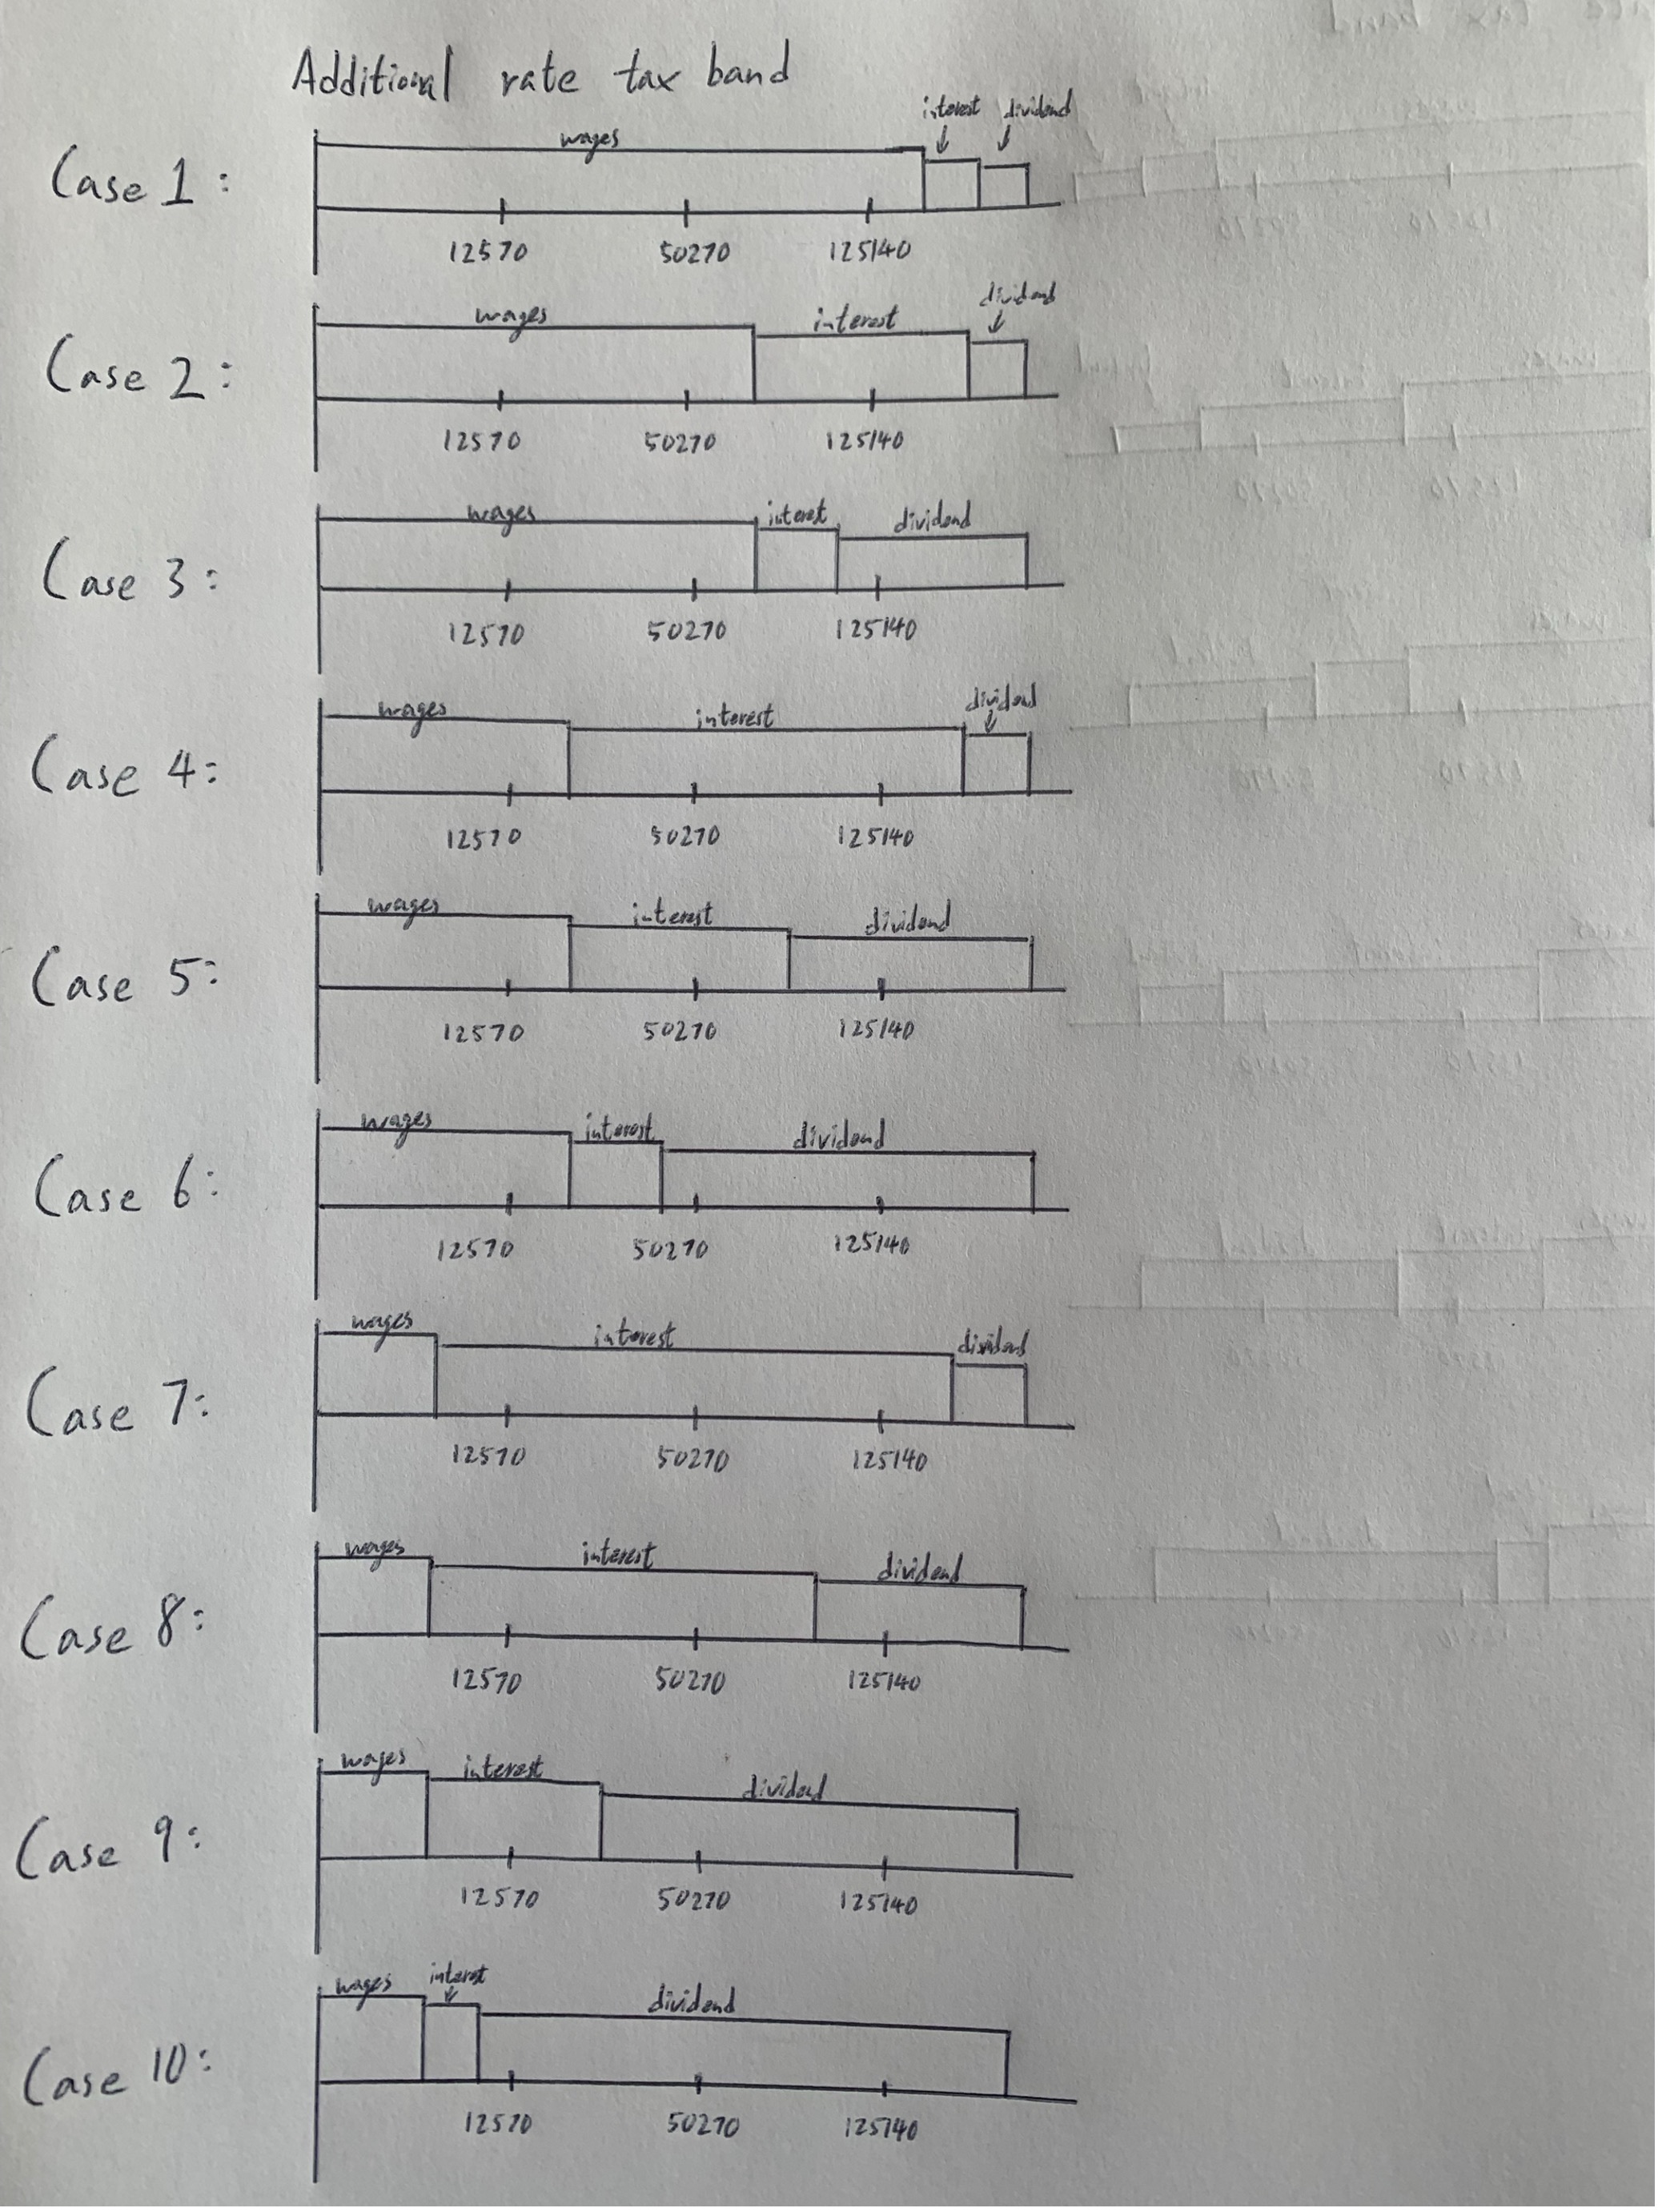 Additional rate tax band
interest dividend
wages
Case 1:
12570 50270 125140
dividend
wages interest
Case 2:
12570 50270 125140
wages interest dividend
Case 3:
12570 50270 125140
dividend
wages interest
Case 4:
12570 50270 125140
wages interest dividend
Case 5:
12570 50270 125140
wages interest dividend
Case 6:
12570 50270 125140
wages interest dividend
Case 7:
12570 50270 125140
wages interest dividend
Case 8:
12570 50270 125140
wages interest dividend
Case 9:
12570 50270 125140
wages interest dividend
Case 10:
12570 50270 125140